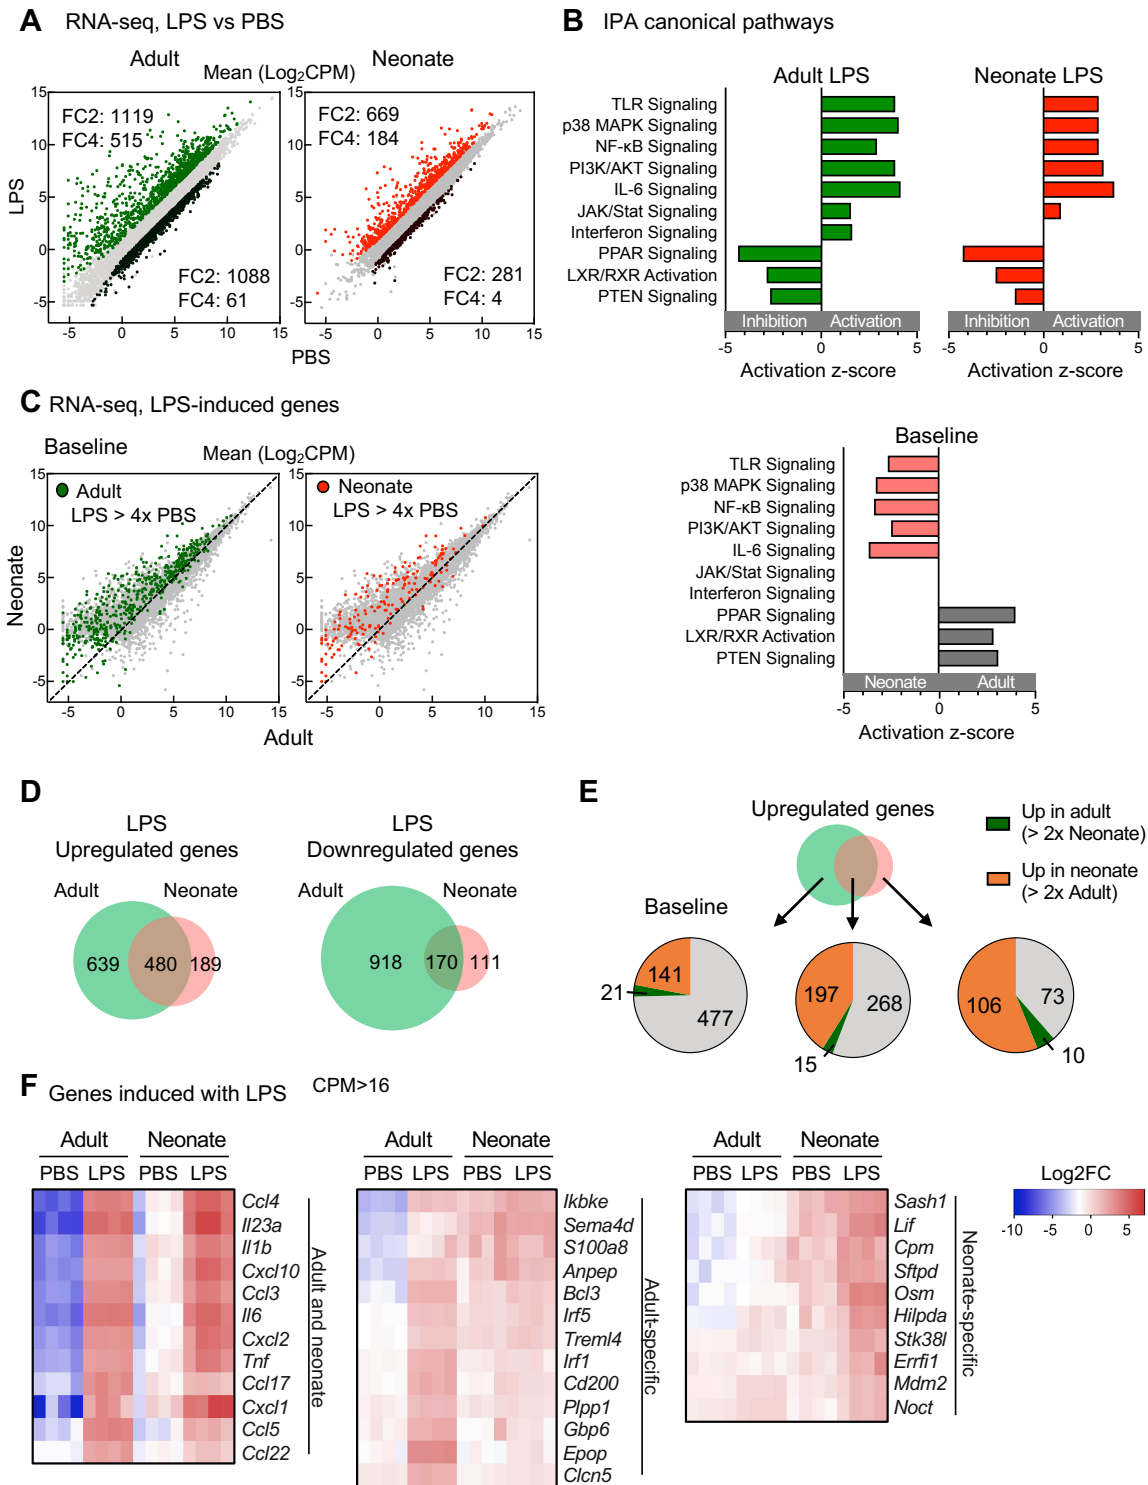 A RNA-seq, LPS vs PBS
Adult
Neonate
Mean (Log2CPM)
FC2: 1119
FC4: 515
FC2: 1088
FC4: 61
FC2: 669
FC4: 184
FC2: 281
FC4: 4
LPS
15
10
5
0
-5
-5 0 5 10 15
-5 0 5 10 15
PBS
B IPA canonical pathways
Adult LPS
Neonate LPS
TLR Signaling
p38 MAPK Signaling
NF-κB Signaling
PI3K/AKT Signaling
IL-6 Signaling
JAK/Stat Signaling
Interferon Signaling
PPAR Signaling
LXR/RXR Activation
PTEN Signaling
Inhibition Activation
-5 0 5
Activation z-score
Inhibition Activation
-5 0 5
Activation z-score
Baseline
TLR Signaling
p38 MAPK Signaling
NF-κB Signaling
PI3K/AKT Signaling
IL-6 Signaling
JAK/Stat Signaling
Interferon Signaling
PPAR Signaling
LXR/RXR Activation
PTEN Signaling
Neonate Adult
-5 0 5
Activation z-score
C RNA-seq, LPS-induced genes
Baseline
Mean (Log2CPM)
Adult
LPS > 4x PBS
Neonate
LPS > 4x PBS
Neonate
15
10
5
0
-5
-5 0 5 10 15
15
10
5
0
-5
-5 0 5 10 15
Adult
D
LPS
Upregulated genes
Adult Neonate
639 480 189
LPS
Downregulated genes
Adult Neonate
918 170 111
E
Upregulated genes
Up in adult
(> 2x Neonate)
Up in neonate
(> 2x Adult)
Baseline
141
21
477
197
268
15
106
73
10
F Genes induced with LPS CPM>16
Adult Neonate
PBS LPS PBS LPS
Ccl4
Il23a
Il1b
Cxcl10
Ccl3
Il6
Cxcl2
Tnf
Ccl17
Cxcl1
Ccl5
Ccl22
Adult and neonate
Adult Neonate
PBS LPS PBS LPS
Ikbke
Sema4d
S100a8
Anpep
Bcl3
Irf5
Treml4
Irf1
Cd200
Plpp1
Gbp6
Epop
Clcn5
Adult-specific
Adult Neonate
PBS LPS PBS LPS
Sash1
Lif
Cpm
Sftpd
Osm
Hilpda
Stk38l
Errfi1
Mdm2
Noct
Neonate-specific
Log2FC
-10 -5 0 5